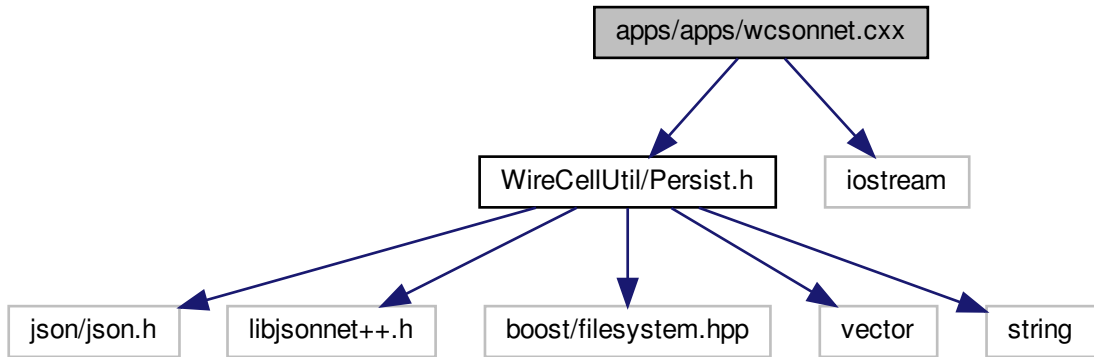 apps/apps/wcsonnet.cxx
WireCellUtil/Persist.h
iostream
json/json.h
libjsonnet++.h
boost/filesystem.hpp
vector
string